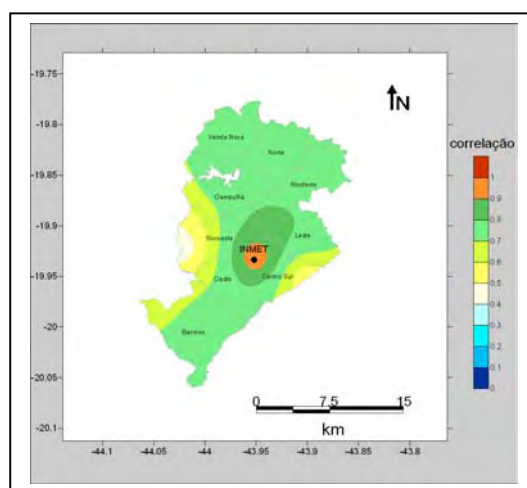 -19.75
-19.8
-19.85
-19.9
-19.95
-20
-20.05
-20.1
-44.1
-44.05
-44
-43.95
-43.9
-43.85
-43.8
N
Venda Nova
Norte
Nordeste
Pampulha
Noroeste
Leste
INMET
Oeste
Centro Sul
Barreiro
0
7.5
15
km
correlação
1
0.9
0.8
0.7
0.6
0.5
0.4
0.3
0.2
0.1
0